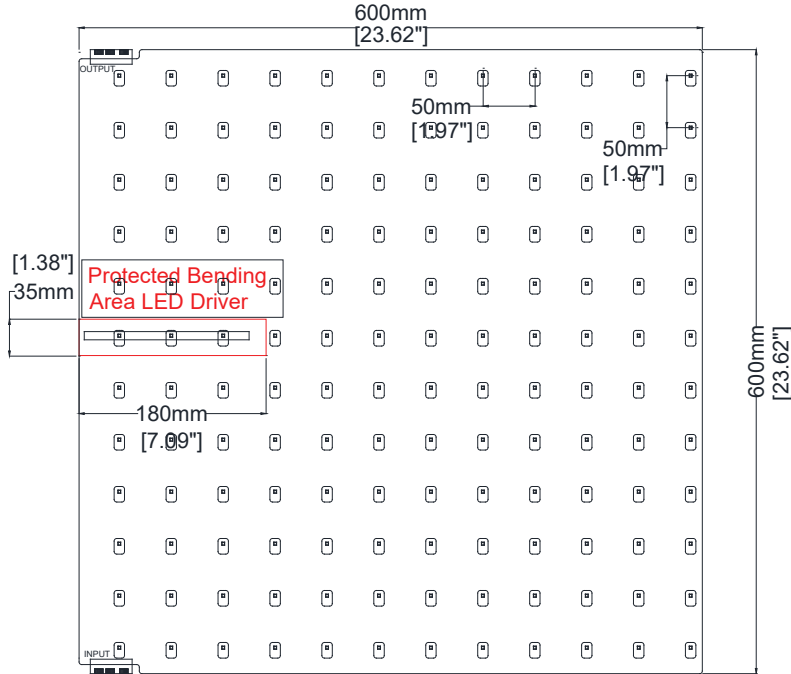 600mm
[23.62"]
OUTPUT
50mm
[1.97"]
50mm
[1.97"]
[1.38"]
35mm
Protected Bending
Area LED Driver
600mm
[23.62"]
180mm
[7.09"]
INPUT